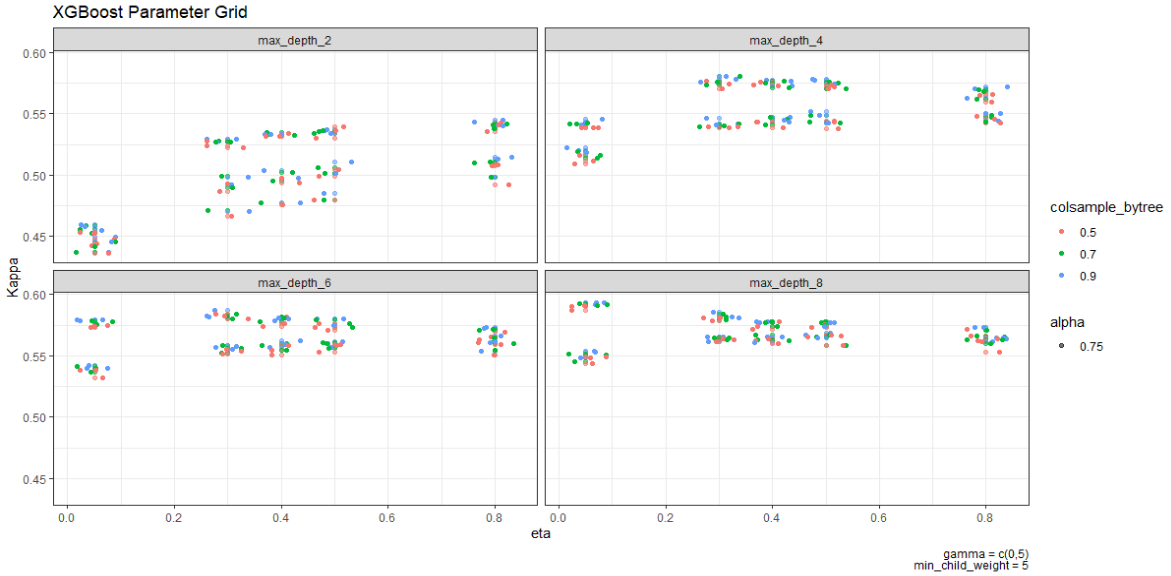 XGBoost Parameter Grid
max_depth_2
max_depth_4
0.60
0.55
0.50
0.45
max_depth_6
max_depth_8
0.60
0.55
0.50
0.45
Kappa
0.0
0.2
0.4
0.6
0.8
0.0
0.2
0.4
0.6
0.8
eta
colsample_bytree
0.5
0.7
0.9
alpha
0.75
gamma = c(0,5)
min_child_weight = 5